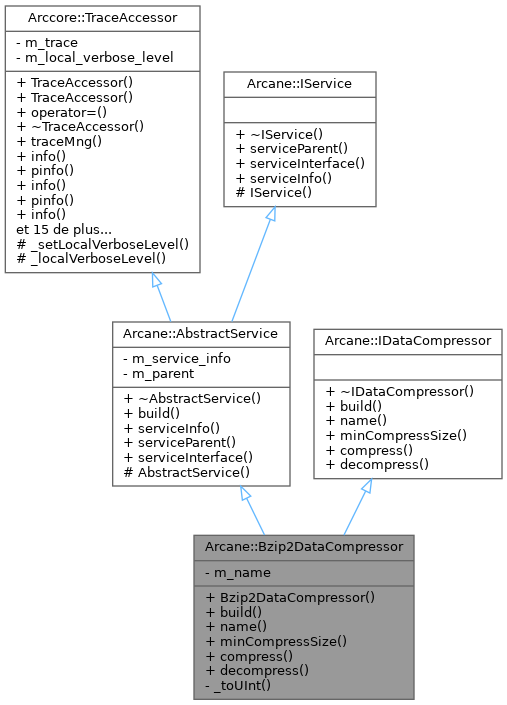 Arccore::TraceAccessor
- m_trace
- m_local_verbose_level
+ TraceAccessor()
+ TraceAccessor()
+ operator=()
+ ~TraceAccessor()
+ traceMng()
+ info()
+ pinfo()
+ info()
+ pinfo()
+ info()
et 15 de plus...
# _setLocalVerboseLevel()
# _localVerboseLevel()
Arcane::IService
+ ~IService()
+ serviceParent()
+ serviceInterface()
+ serviceInfo()
# IService()
Arcane::AbstractService
- m_service_info
- m_parent
+ ~AbstractService()
+ build()
+ serviceInfo()
+ serviceParent()
+ serviceInterface()
# AbstractService()
Arcane::IDataCompressor
+ ~IDataCompressor()
+ build()
+ name()
+ minCompressSize()
+ compress()
+ decompress()
Arcane::Bzip2DataCompressor
- m_name
+ Bzip2DataCompressor()
+ build()
+ name()
+ minCompressSize()
+ compress()
+ decompress()
- _toUInt()